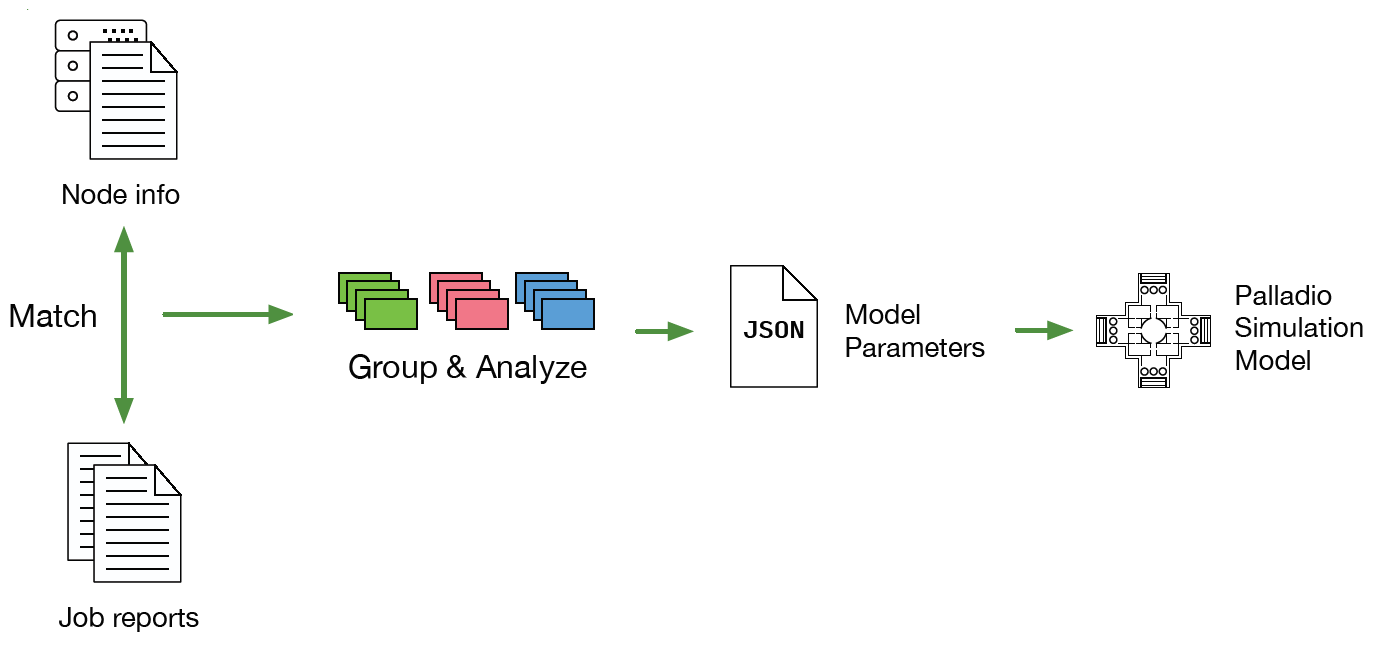 Node info
Match
Group & Analyze
JSON
Model
Parameters
Palladio
Simulation
Model
Job reports